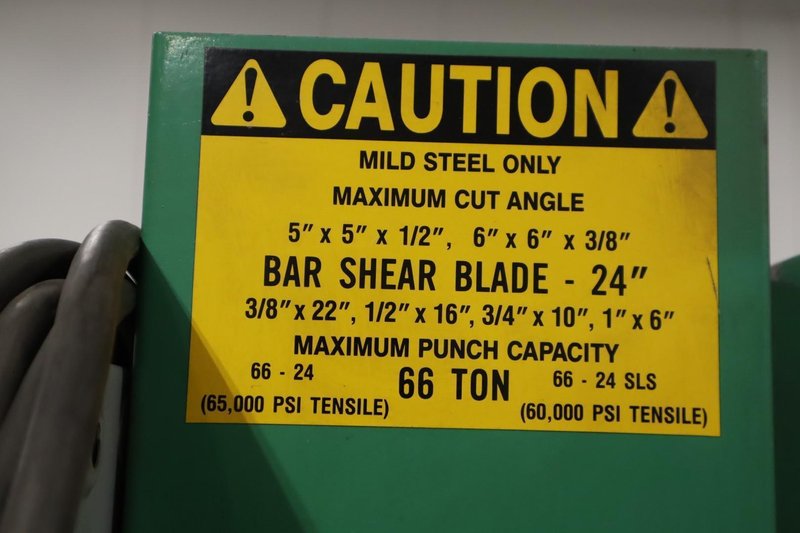 CAUTION
MILD STEEL ONLY
MAXIMUM CUT ANGLE
5" x 5" x 1/2", 6" x 6" x 3/8"
BAR SHEAR BLADE - 24"
3/8" x 22", 1/2" x 16", 3/4" x 10", 1" x 6"
MAXIMUM PUNCH CAPACITY
66 - 24 66 TON 66 - 24 SLS
(65,000 PSI TENSILE) (60,000 PSI TENSILE)